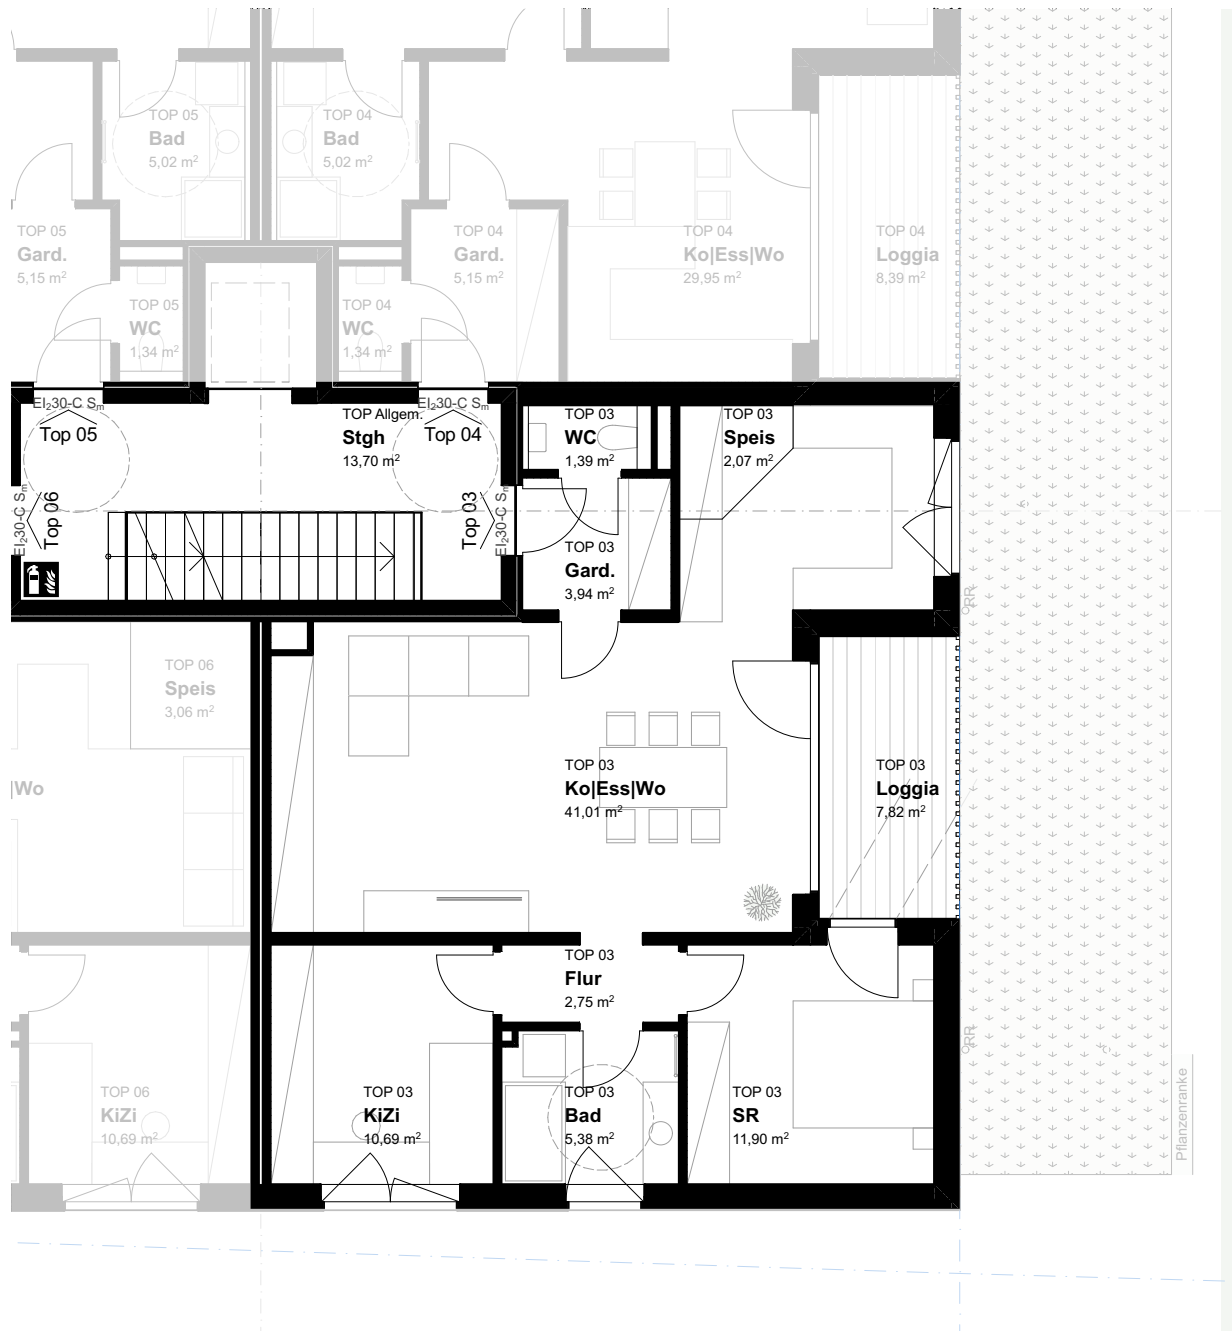 TOP 05
Bad
5,02 m²
TOP 04
Bad
5,02 m²
TOP 05
Gard.
5,15 m²
TOP 04
Gard.
5,15 m²
TOP 04
Ko|Ess|Wo
29,95 m²
TOP 04
Loggia
8,39 m²
TOP 05
WC
1,34 m²
TOP 04
WC
1,34 m²
EI₂30-C Sₘ
Top 05
TOP Allgem.
Stgh
13,70 m²
EI₂30-C Sₘ
Top 04
TOP 03
WC
1,39 m²
TOP 03
Speis
2,07 m²
EI₂30-C Sₘ
Top 06
Top 03
EI₂30-C Sₘ
TOP 03
Gard.
3,94 m²
RR
TOP 06
Speis
3,06 m²
|Wo
TOP 03
Ko|Ess|Wo
41,01 m²
TOP 03
Loggia
7,82 m²
TOP 03
Flur
2,75 m²
RR
TOP 06
KiZi
10,69 m²
TOP 03
KiZi
10,69 m²
TOP 03
Bad
5,38 m²
TOP 03
SR
11,90 m²
Pflanzenranke